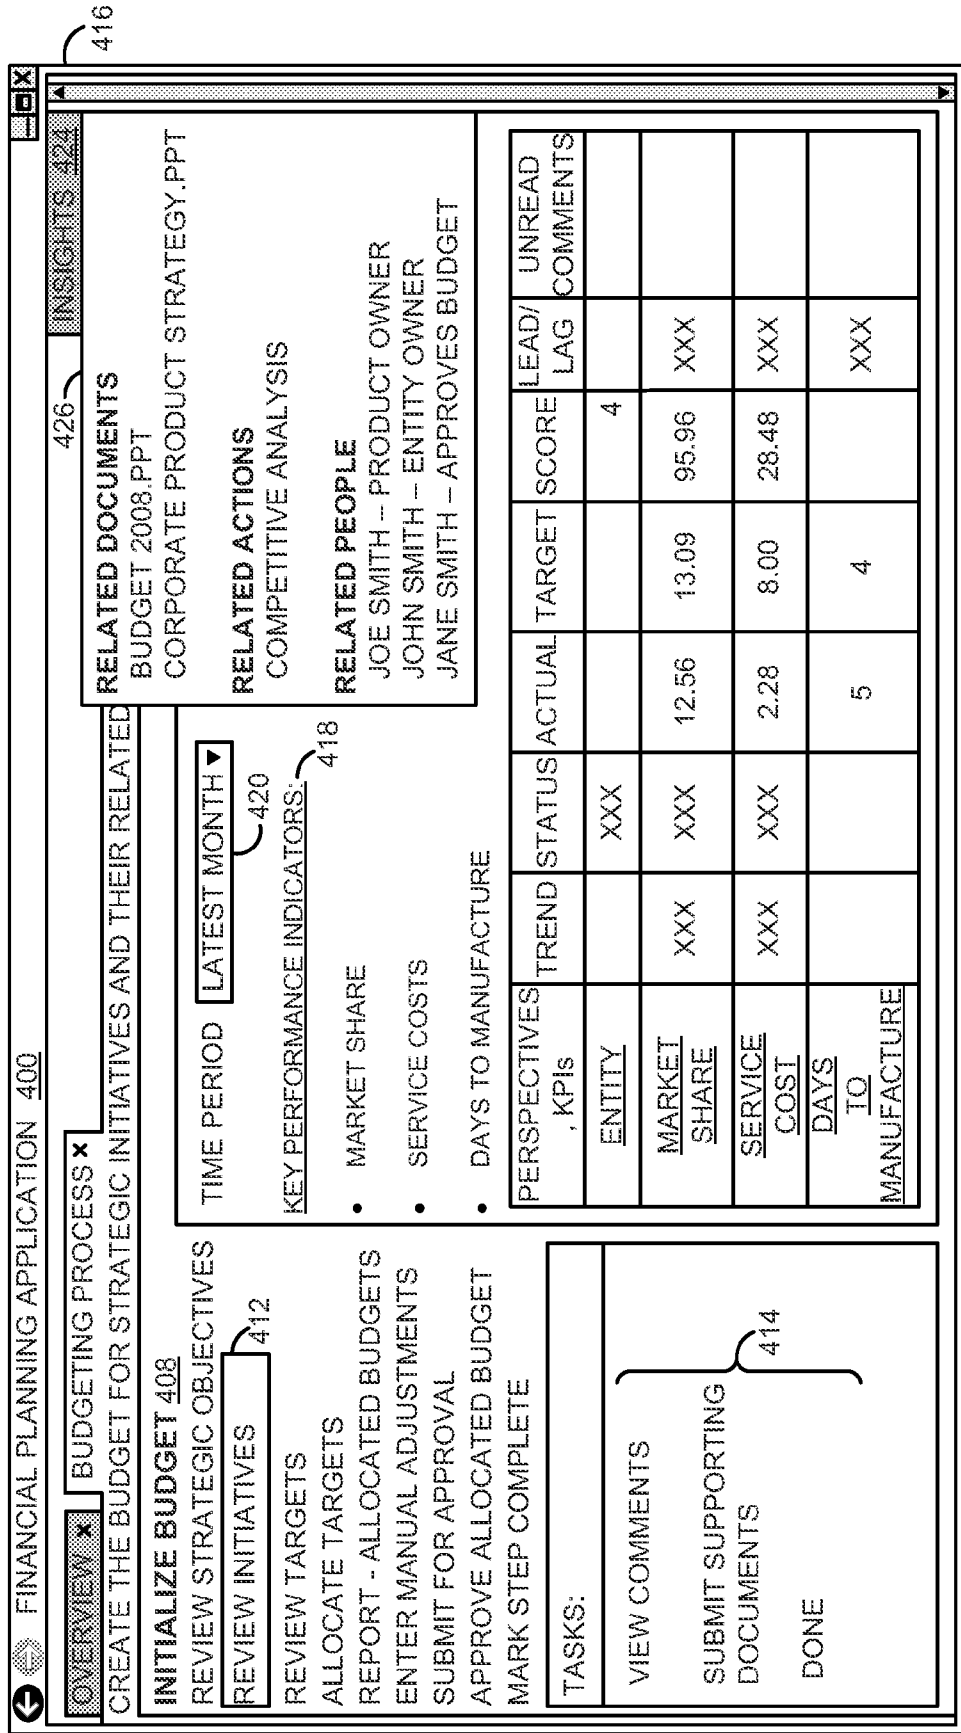 FINANCIAL PLANNING APPLICATION 400
416
OVERVIEW ×
BUDGETING PROCESS ×
426
INSIGHTS 424
CREATE THE BUDGET FOR STRATEGIC INITIATIVES AND THEIR RELATED
INITIALIZE BUDGET 408
REVIEW STRATEGIC OBJECTIVES
REVIEW INITIATIVES
412
REVIEW TARGETS
ALLOCATE TARGETS
REPORT - ALLOCATED BUDGETS
ENTER MANUAL ADJUSTMENTS
SUBMIT FOR APPROVAL
APPROVE ALLOCATED BUDGET
MARK STEP COMPLETE
TASKS:
VIEW COMMENTS
SUBMIT SUPPORTING
DOCUMENTS
414
DONE
TIME PERIOD LATEST MONTH ▼
420
KEY PERFORMANCE INDICATORS:
418
• MARKET SHARE
• SERVICE COSTS
• DAYS TO MANUFACTURE
RELATED DOCUMENTS
BUDGET 2008.PPT
CORPORATE PRODUCT STRATEGY.PPT
RELATED ACTIONS
COMPETITIVE ANALYSIS
RELATED PEOPLE
JOE SMITH – PRODUCT OWNER
JOHN SMITH – ENTITY OWNER
JANE SMITH – APPROVES BUDGET
PERSPECTIVES
, KPIs
TREND
STATUS
ACTUAL
TARGET
SCORE
LEAD/
LAG
UNREAD
COMMENTS
ENTITY
XXX
4
MARKET
SHARE
XXX
XXX
12.56
13.09
95.96
XXX
SERVICE
COST
XXX
XXX
2.28
8.00
28.48
XXX
DAYS
TO
MANUFACTURE
5
4
XXX